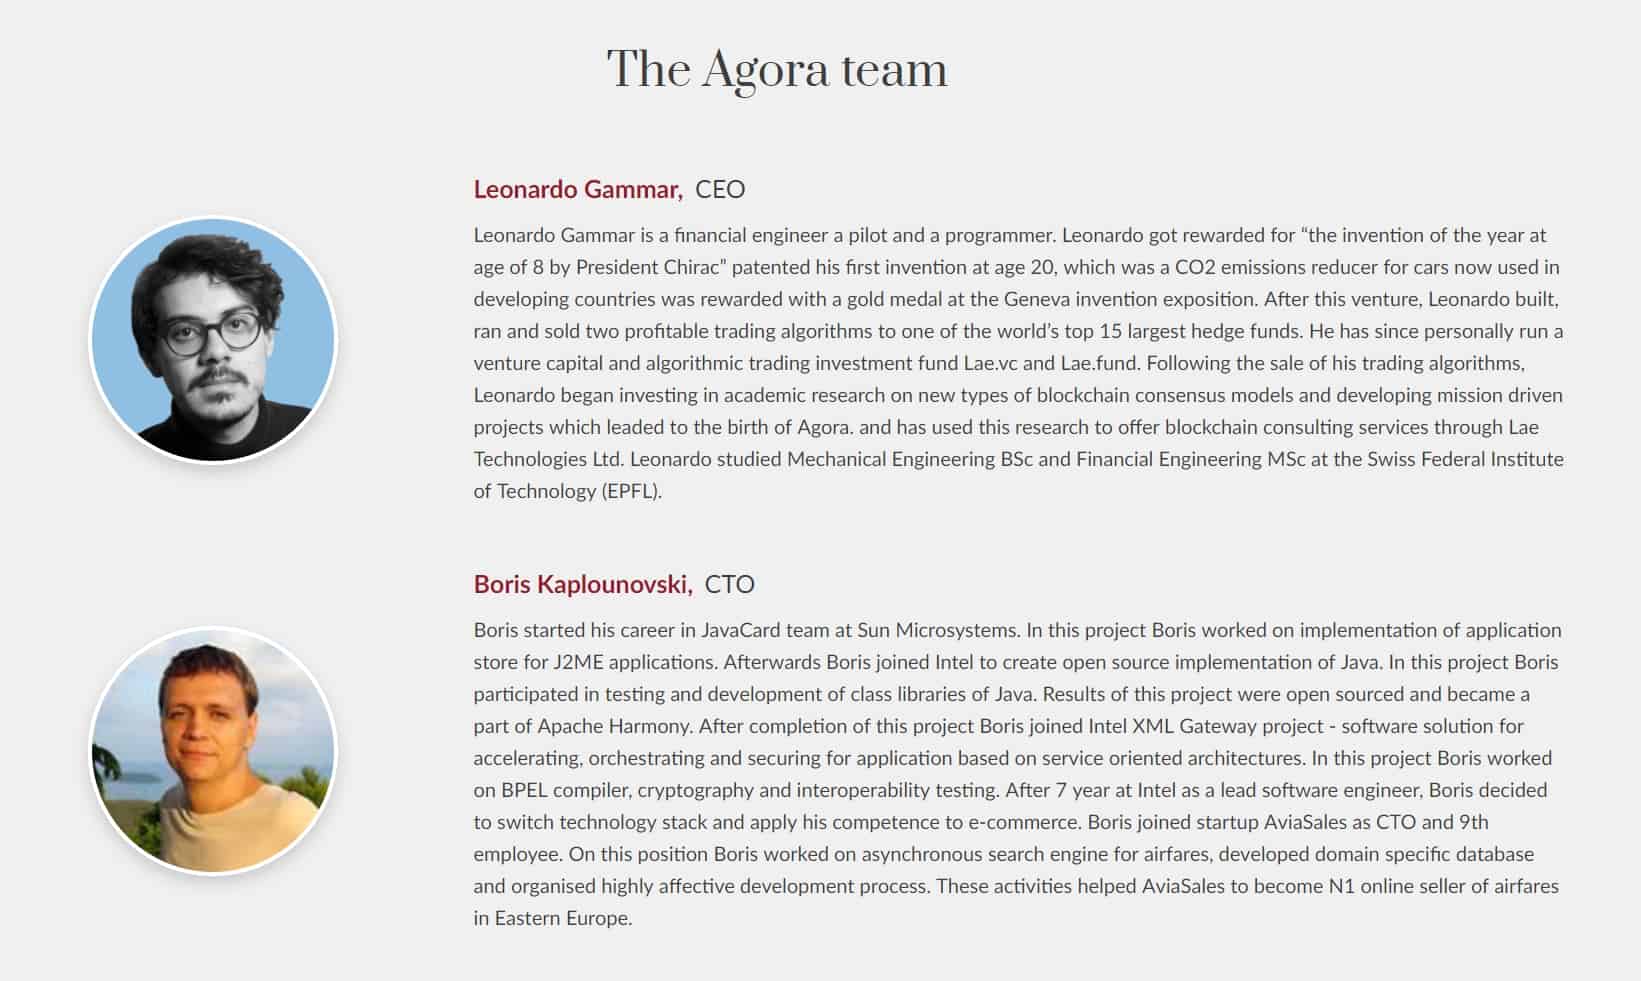 The Agora team
Leonardo Gammar, CEO
Leonardo Gammar is a financial engineer a pilot and a programmer. Leonardo got rewarded for “the invention of the year at
age of 8 by President Chirac” patented his first invention at age 20, which was a CO2 emissions reducer for cars now used in
developing countries was rewarded with a gold medal at the Geneva invention exposition. After this venture, Leonardo built,
ran and sold two profitable trading algorithms to one of the world’s top 15 largest hedge funds. He has since personally run a
venture capital and algorithmic trading investment fund Lae.vc and Lae.fund. Following the sale of his trading algorithms,
Leonardo began investing in academic research on new types of blockchain consensus models and developing mission driven
projects which leaded to the birth of Agora. and has used this research to offer blockchain consulting services through Lae
Technologies Ltd. Leonardo studied Mechanical Engineering BSc and Financial Engineering MSc at the Swiss Federal Institute
of Technology (EPFL).
Boris Kaplounovski, CTO
Boris started his career in JavaCard team at Sun Microsystems. In this project Boris worked on implementation of application
store for J2ME applications. Afterwards Boris joined Intel to create open source implementation of Java. In this project Boris
participated in testing and development of class libraries of Java. Results of this project were open sourced and became a
part of Apache Harmony. After completion of this project Boris joined Intel XML Gateway project - software solution for
accelerating, orchestrating and securing for application based on service oriented architectures. In this project Boris worked
on BPEL compiler, cryptography and interoperability testing. After 7 year at Intel as a lead software engineer, Boris decided
to switch technology stack and apply his competence to e-commerce. Boris joined startup AviaSales as CTO and 9th
employee. On this position Boris worked on asynchronous search engine for airfares, developed domain specific database
and organised highly affective development process. These activities helped AviaSales to become N1 online seller of airfares
in Eastern Europe.